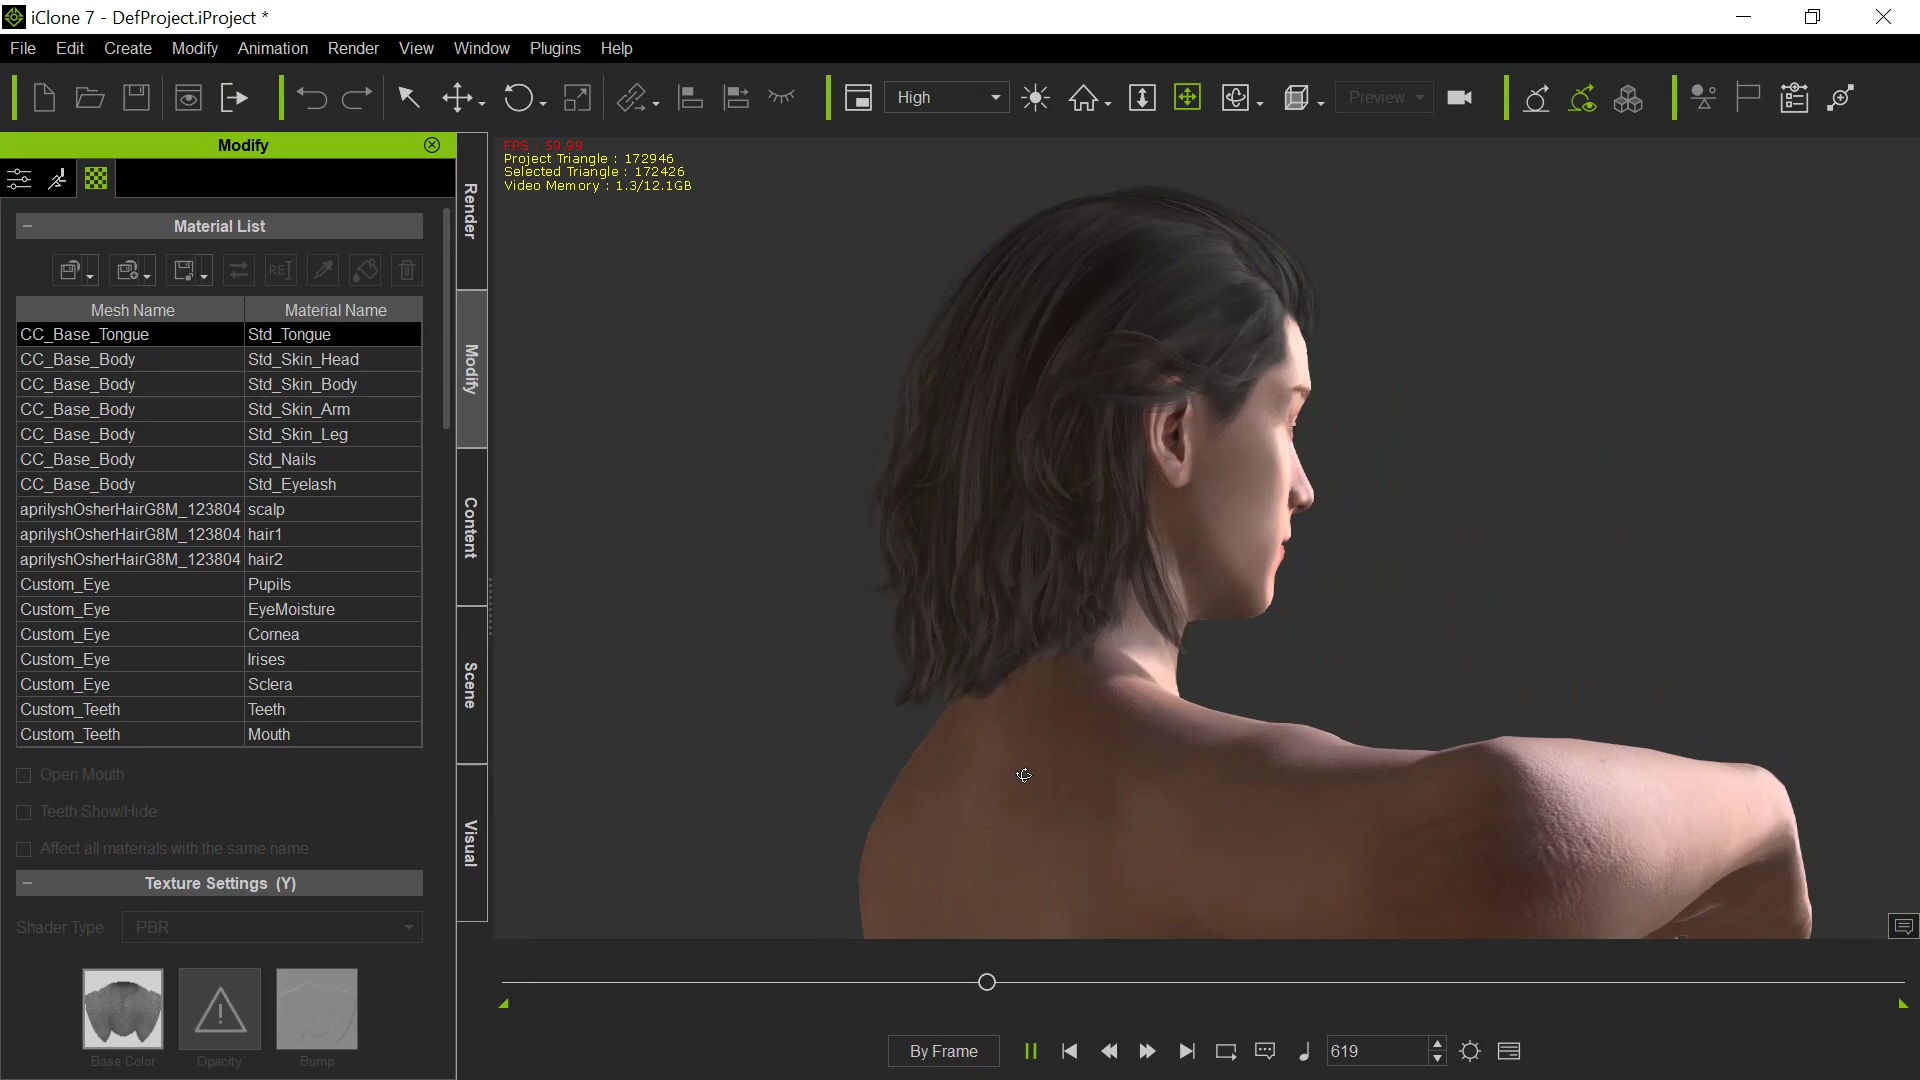 iClone 7 - DefProject.iProject *
File Edit Create Modify Animation Render View Window Plugins Help
High
Preview
Modify
Material List
REI
Mesh Name Material Name
CC_Base_Tongue Std_Tongue
CC_Base_Body Std_Skin_Head
CC_Base_Body Std_Skin_Body
CC_Base_Body Std_Skin_Arm
CC_Base_Body Std_Skin_Leg
CC_Base_Body Std_Nails
CC_Base_Body Std_Eyelash
aprilyshOsherHairG8M_123804 scalp
aprilyshOsherHairG8M_123804 hair1
aprilyshOsherHairG8M_123804 hair2
Custom_Eye Pupils
Custom_Eye EyeMoisture
Custom_Eye Cornea
Custom_Eye Irises
Custom_Eye Sclera
Custom_Teeth Teeth
Custom_Teeth Mouth
Open Mouth
Teeth Show/Hide
Affect all materials with the same name
Texture Settings (Y)
Shader Type : PBR
Base Color Opacity Bump
Render
Modify
Content
Scene
Visual
FPS : 59.99
Project Triangle : 172946
Selected Triangle : 172426
Video Memory : 1.3/12.1GB
By Frame
619